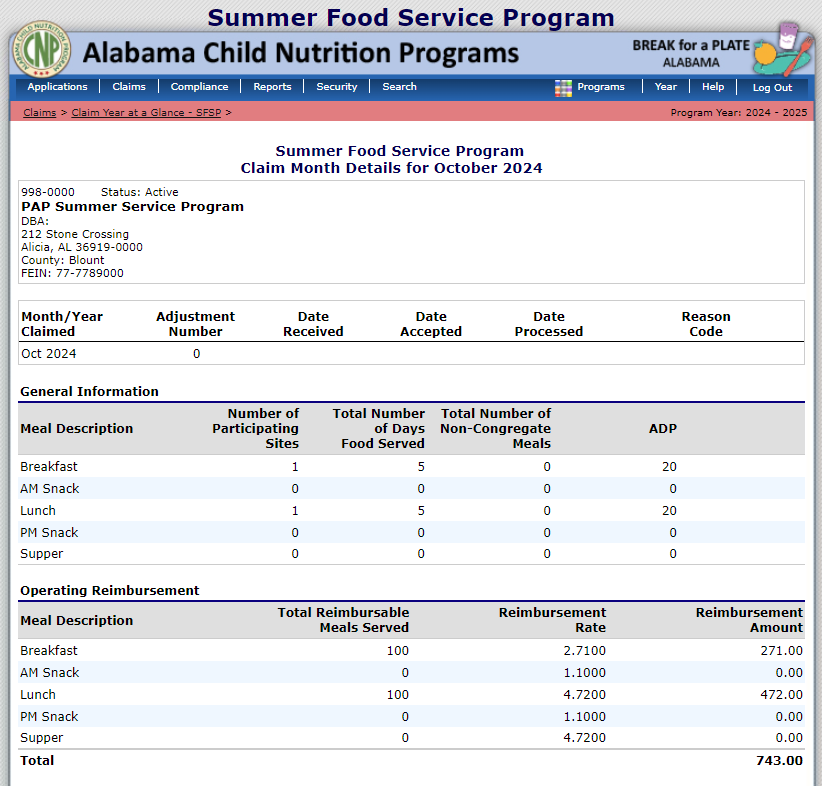 Summer Food Service Program
ALABAMA CHILD NUTRITION PROGRAMS
CNP
Alabama Child Nutrition Programs
BREAK for a PLATE
ALABAMA
Applications Claims Compliance Reports Security Search Programs Year Help Log Out
Claims > Claim Year at a Glance - SFSP > Program Year: 2024 - 2025
Summer Food Service Program
Claim Month Details for October 2024
998-0000 Status: Active
PAP Summer Service Program
DBA:
212 Stone Crossing
Alicia, AL 36919-0000
County: Blount
FEIN: 77-7789000
Month/Year Claimed Adjustment Number Date Received Date Accepted Date Processed Reason Code
Oct 2024 0
General Information
Meal Description Number of Participating Sites Total Number of Days Food Served Total Number of Non-Congregate Meals ADP
Breakfast 1 5 0 20
AM Snack 0 0 0 0
Lunch 1 5 0 20
PM Snack 0 0 0 0
Supper 0 0 0 0
Operating Reimbursement
Meal Description Total Reimbursable Meals Served Reimbursement Rate Reimbursement Amount
Breakfast 100 2.7100 271.00
AM Snack 0 1.1000 0.00
Lunch 100 4.7200 472.00
PM Snack 0 1.1000 0.00
Supper 0 4.7200 0.00
Total 743.00